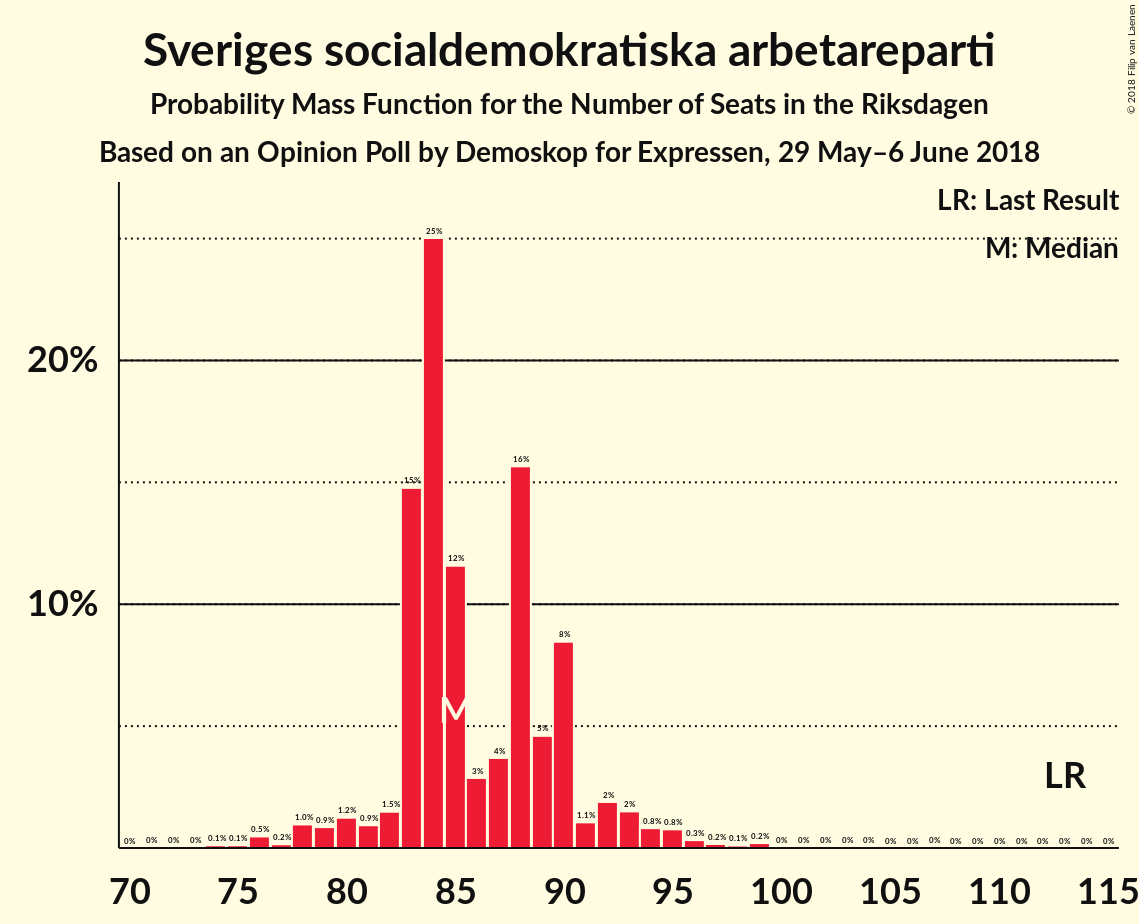 Sveriges socialdemokratiska arbetareparti
Probability Mass Function for the Number of Seats in the Riksdagen
Based on an Opinion Poll by Demoskop for Expressen, 29 May–6 June 2018
© 2018 Filip van Laenen
LR: Last Result
M: Median
20%
10%
0% 0% 0% 0% 0.1% 0.1% 0.5% 0.2% 1.0% 0.9% 1.2% 0.9% 1.5% 15% 25% 12% 3% 4% 16% 5% 8% 1.1% 2% 2% 0.8% 0.8% 0.3% 0.2% 0.1% 0.2% 0% 0% 0% 0% 0% 0% 0% 0% 0% 0% 0% 0% 0% 0% 0% 0%
M
LR
70 75 80 85 90 95 100 105 110 115